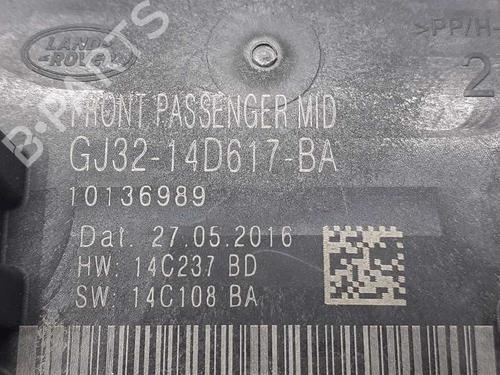 LAND-
ROVER
>PP/H-
2
FRONT PASSENGER MID
GJ32-14D617-BA
10136989
Dat. 27.05.2016
HW: 14C237 BD
SW: 14C108 BA
B-PARTS